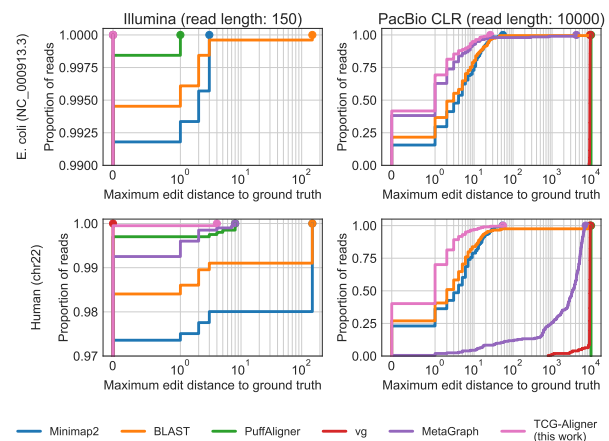 Illumina (read length: 150)
PacBio CLR (read length: 10000)
E. coli (NC_000913.3)
Proportion of reads
1.0000
0.9975
0.9950
0.9925
0.9900
0 10^0 10^1 10^2
Maximum edit distance to ground truth
Proportion of reads
1.00
0.75
0.50
0.25
0.00
0 10^0 10^1 10^2 10^3 10^4
Maximum edit distance to ground truth
Human (chr22)
Proportion of reads
1.00
0.99
0.98
0.97
0 10^0 10^1 10^2
Maximum edit distance to ground truth
Proportion of reads
1.00
0.75
0.50
0.25
0.00
0 10^0 10^1 10^2 10^3 10^4
Maximum edit distance to ground truth
Minimap2 BLAST PuffAligner vg MetaGraph TCG-Aligner
(this work)